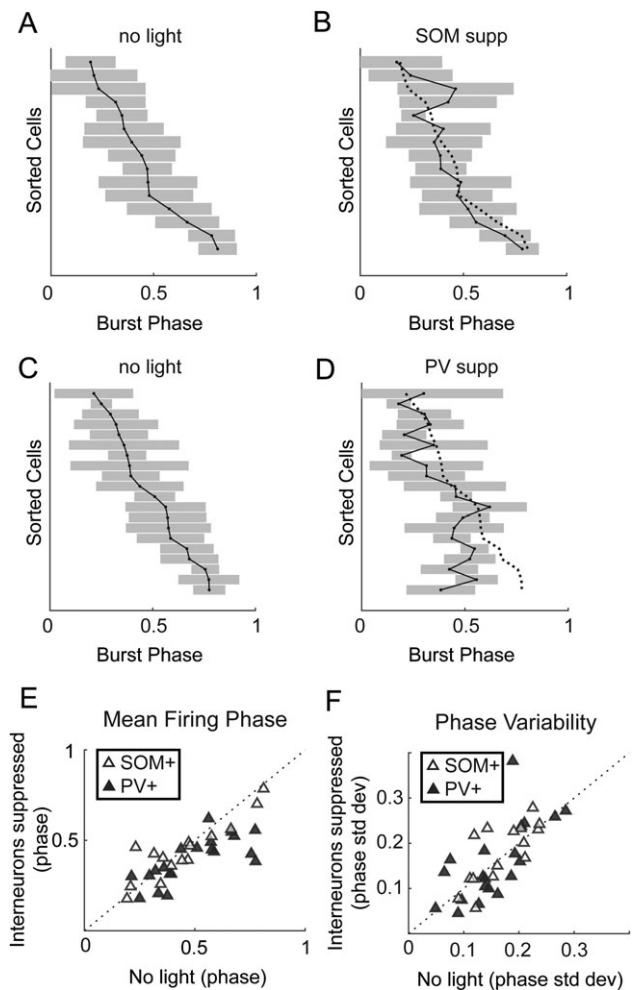 A
no light
Sorted Cells
0
0.5
1
Burst Phase
B
SOM supp
Sorted Cells
0
0.5
1
Burst Phase
C
no light
Sorted Cells
0
0.5
1
Burst Phase
D
PV supp
Sorted Cells
0
0.5
1
Burst Phase
E
Mean Firing Phase
Interneurons suppressed
(phase)
1
0.5
SOM+
PV+
0
0.5
1
No light (phase)
F
Phase Variability
Interneurons suppressed
(phase std dev)
0.3
0.1
SOM+
PV+
0
0.1
0.2
0.3
0.4
No light (phase std dev)